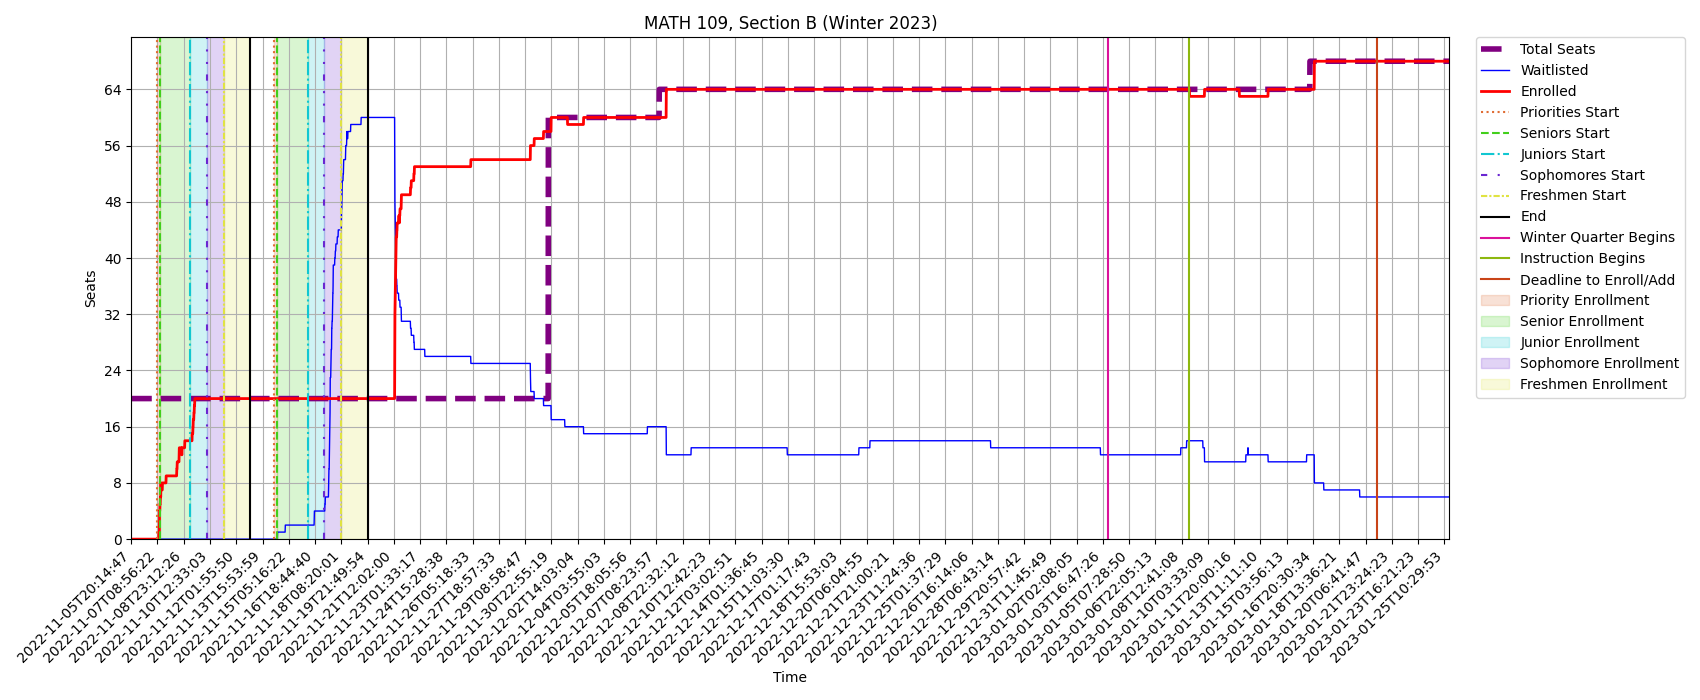 MATH 109, Section B (Winter 2023)
Seats
64
56
48
40
32
24
16
8
0
2022-11-05T20:14:47
2022-11-07T08:56:22
2022-11-08T23:12:26
2022-11-10T12:33:03
2022-11-12T01:55:50
2022-11-13T15:53:59
2022-11-15T05:16:22
2022-11-16T18:44:40
2022-11-18T08:20:01
2022-11-19T21:49:54
2022-11-21T12:02:00
2022-11-23T01:33:17
2022-11-24T15:28:38
2022-11-26T05:18:33
2022-11-27T18:57:33
2022-11-29T08:58:47
2022-11-30T22:55:19
2022-12-02T14:03:04
2022-12-04T03:55:03
2022-12-05T18:05:56
2022-12-07T08:23:57
2022-12-08T22:32:12
2022-12-10T12:42:23
2022-12-12T03:02:51
2022-12-14T01:36:45
2022-12-15T11:03:30
2022-12-17T01:17:43
2022-12-18T15:53:03
2022-12-20T06:04:55
2022-12-21T21:00:21
2022-12-23T11:24:36
2022-12-25T01:37:29
2022-12-26T16:14:06
2022-12-28T06:43:14
2022-12-29T20:57:42
2022-12-31T11:45:49
2023-01-02T02:08:05
2023-01-03T16:47:26
2023-01-05T07:28:50
2023-01-06T22:05:13
2023-01-08T12:41:08
2023-01-10T03:33:09
2023-01-11T20:00:16
2023-01-13T11:11:10
2023-01-15T03:56:13
2023-01-16T20:30:34
2023-01-18T13:36:21
2023-01-20T06:41:47
2023-01-21T23:24:23
2023-01-23T16:21:23
2023-01-25T10:29:53
Time
Total Seats
Waitlisted
Enrolled
Priorities Start
Seniors Start
Juniors Start
Sophomores Start
Freshmen Start
End
Winter Quarter Begins
Instruction Begins
Deadline to Enroll/Add
Priority Enrollment
Senior Enrollment
Junior Enrollment
Sophomore Enrollment
Freshmen Enrollment